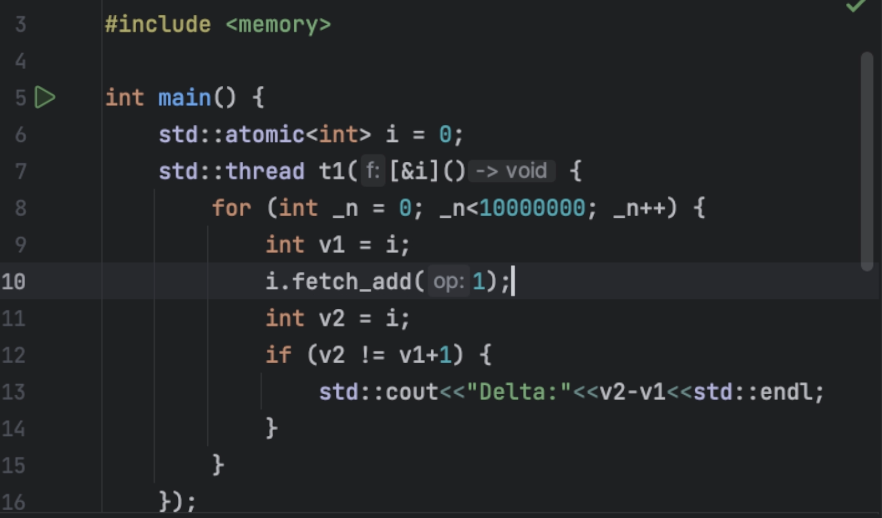 3 #include <memory>
4
5 int main() {
6 std::atomic<int> i = 0;
7 std::thread t1( f: [&i]() -> void {
8 for (int _n = 0; _n<10000000; _n++) {
9 int v1 = i;
10 i.fetch_add( op: 1);
11 int v2 = i;
12 if (v2 != v1+1) {
13 std::cout<<"Delta:"<<v2-v1<<std::endl;
14 }
15 }
16 });